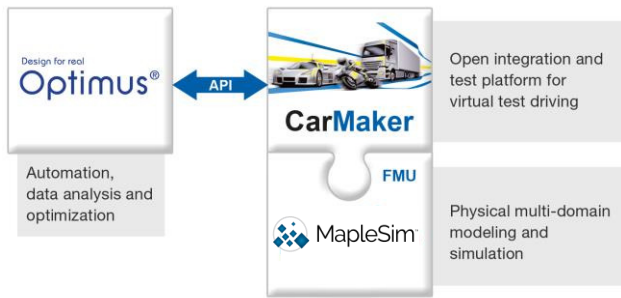 Design for real
Optimus®
API
CarMaker
Open integration and
test platform for
virtual test driving
Automation,
data analysis and
optimization
FMU
MapleSim™
Physical multi-domain
modeling and
simulation